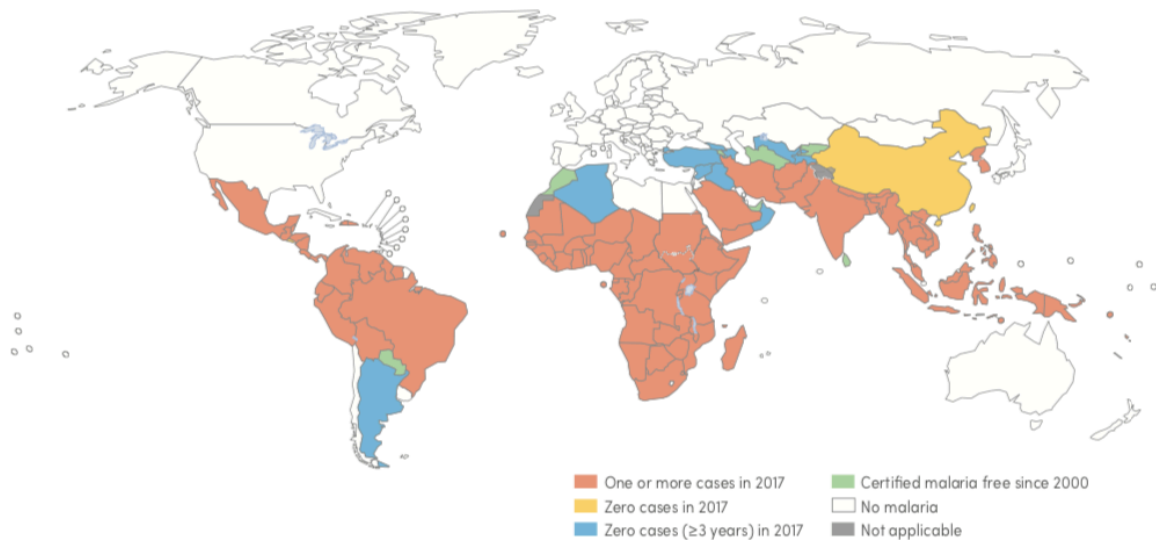 One or more cases in 2017
Zero cases in 2017
Zero cases (≥3 years) in 2017
Certified malaria free since 2000
No malaria
Not applicable